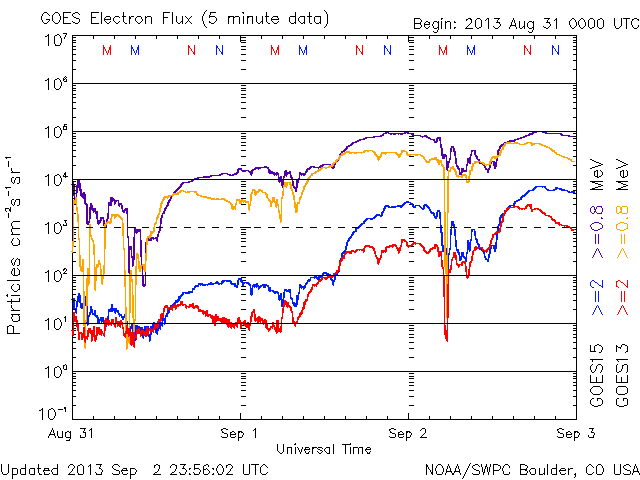 GOES Electron Flux (5 minute data)
Begin: 2013 Aug 31 0000 UTC
10⁷
M M N N M M N N M M N N
10⁶
10⁵
10⁴
10³
10²
10¹
10⁰
10⁻¹
Particles cm⁻²s⁻¹sr⁻¹
Aug 31 Sep 1 Sep 2 Sep 3
Universal Time
GOES15 >=2 >=0.8 MeV
GOES13 >=2 >=0.8 MeV
Updated 2013 Sep 2 23:56:02 UTC
NOAA/SWPC Boulder, CO USA